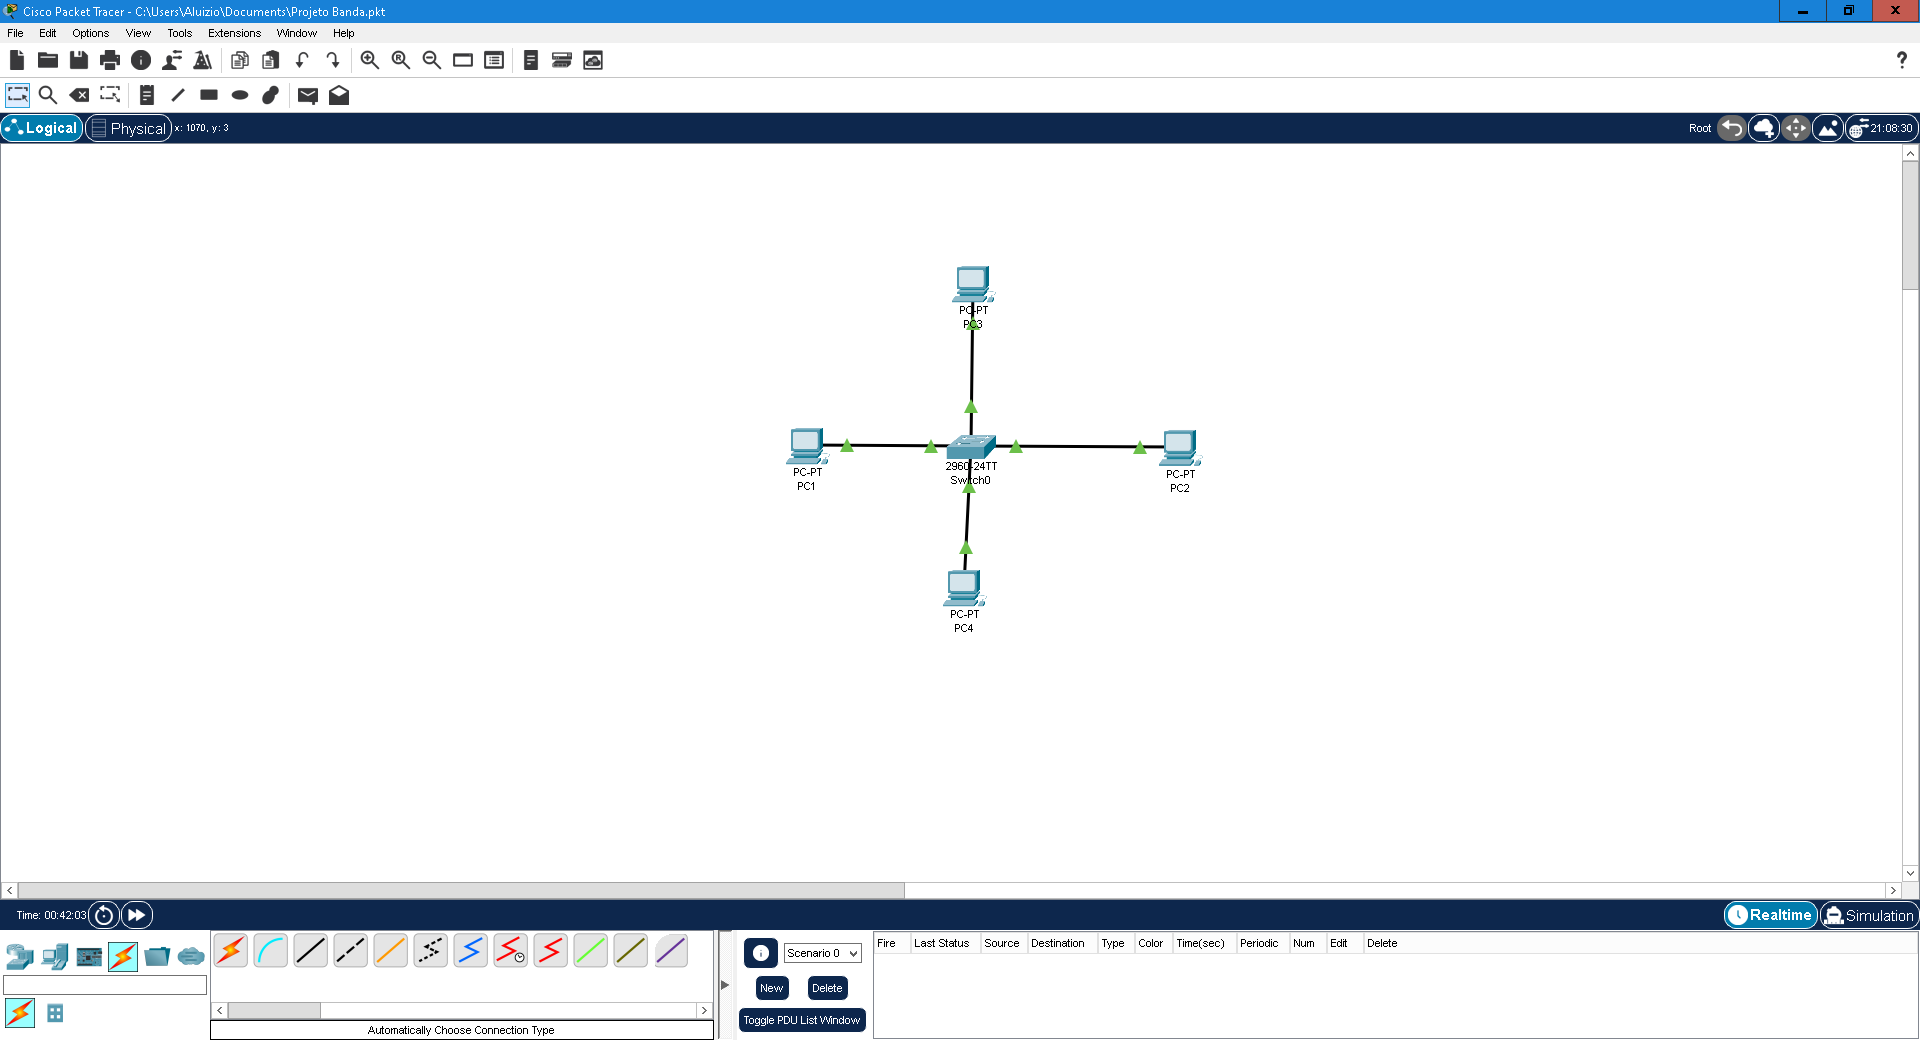 Cisco Packet Tracer - C:\Users\Aluizio\Documents\Projeto Banda.pkt
File Edit Options View Tools Extensions Window Help
Logical Physical x: 1070, y: 3 Root 21:08:30
PC-PT
PC3
2960-24TT
Switch0
PC-PT
PC1
PC-PT
PC2
PC-PT
PC4
Time: 00:42:03 Realtime Simulation
Scenario 0
New Delete
Toggle PDU List Window
Fire Last Status Source Destination Type Color Time(sec) Periodic Num Edit Delete
Automatically Choose Connection Type